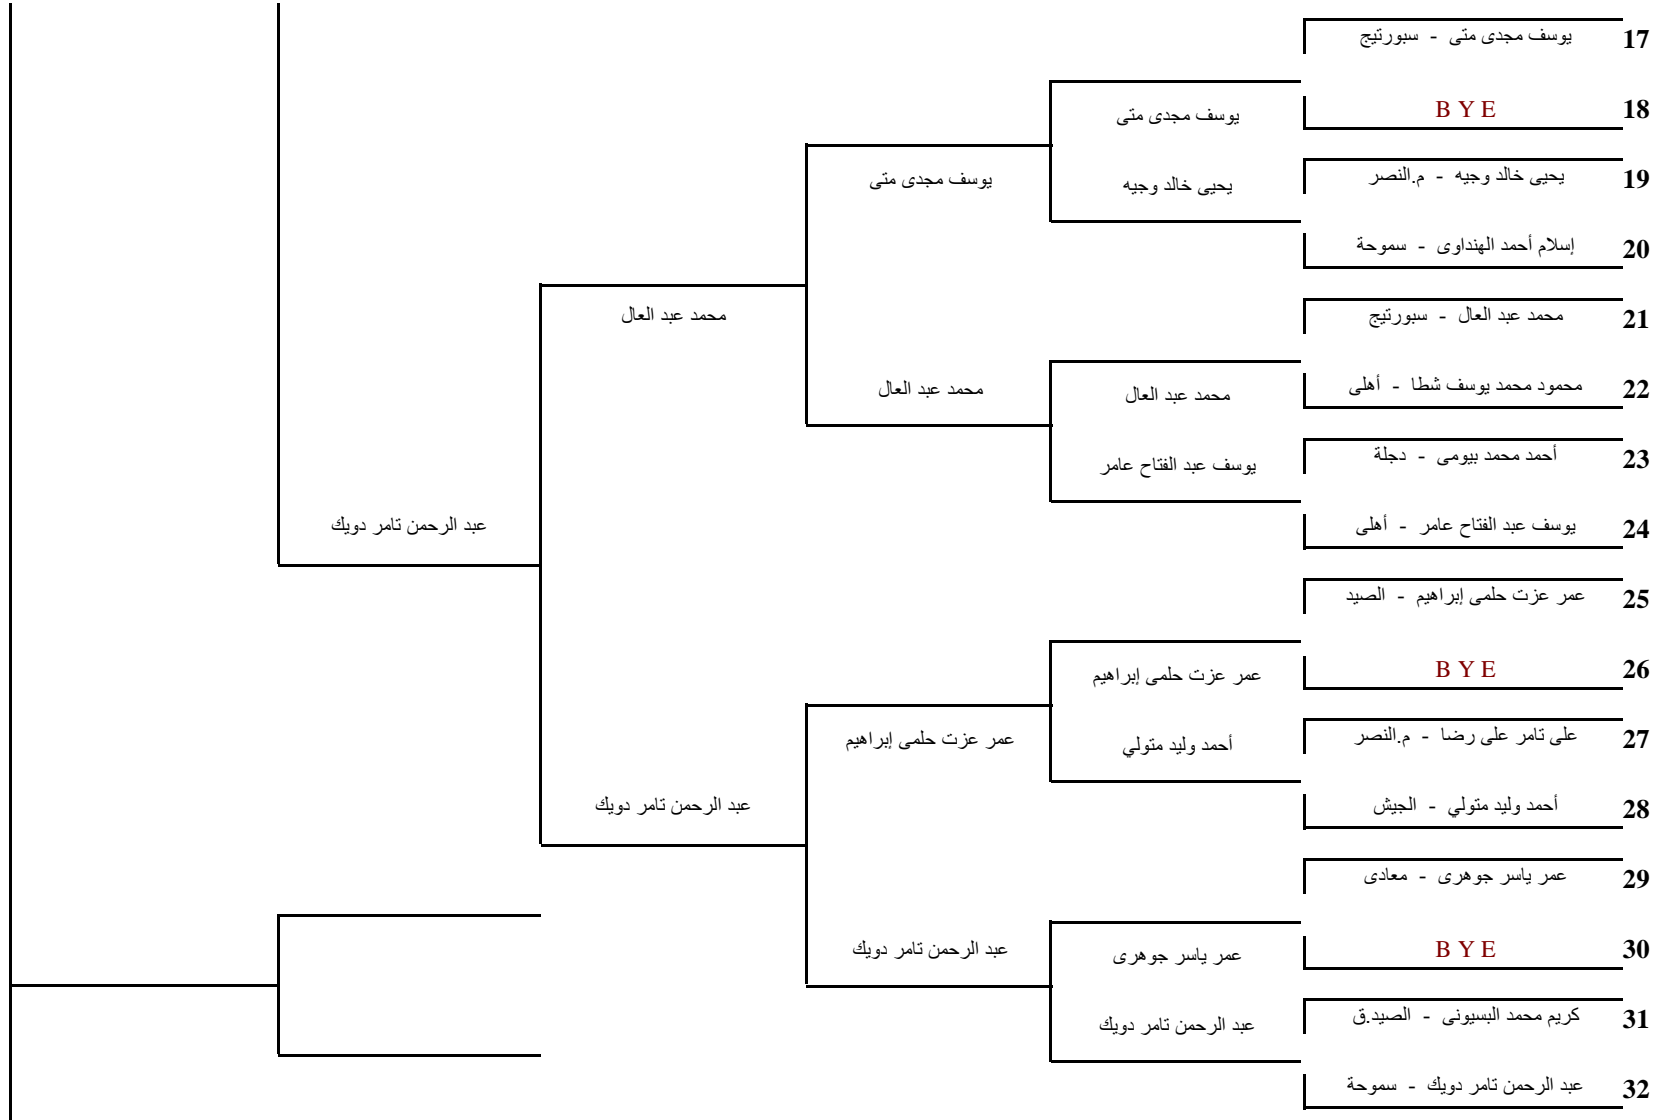 17 يوسف مجدى متى - سبورتيج
يوسف مجدى متى
B Y E 18
يوسف مجدى متى
يحيى خالد وجيه
19 يحيى خالد وجيه - م.النصر
20 إسلام أحمد الهنداوى - سموحة
محمد عبد العال
21 محمد عبد العال - سبورتيج
محمد عبد العال
محمد عبد العال
22 محمود محمد يوسف شطا - أهلى
يوسف عبد الفتاح عامر
23 أحمد محمد بيومى - دجلة
عبد الرحمن تامر دويك
24 يوسف عبد الفتاح عامر - أهلى
25 عمر عزت حلمى إبراهيم - الصيد
عمر عزت حلمى إبراهيم
B Y E 26
عمر عزت حلمى إبراهيم
أحمد وليد متولي
27 على تامر على رضا - م.النصر
عبد الرحمن تامر دويك
28 أحمد وليد متولي - الجيش
29 عمر ياسر جوهرى - معادى
عبد الرحمن تامر دويك
عمر ياسر جوهرى
B Y E 30
عبد الرحمن تامر دويك
31 كريم محمد البسيونى - الصيد.ق
32 عبد الرحمن تامر دويك - سموحة